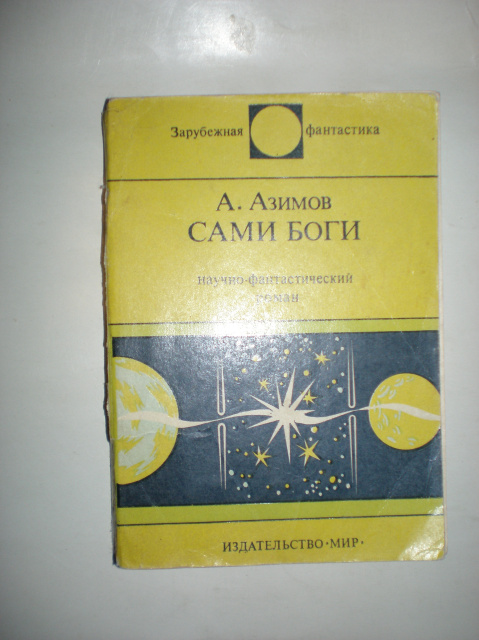 Зарубежная фантастика
А. Азимов
САМИ БОГИ
научно-фантастический
роман
ИЗДАТЕЛЬСТВО·МИР·